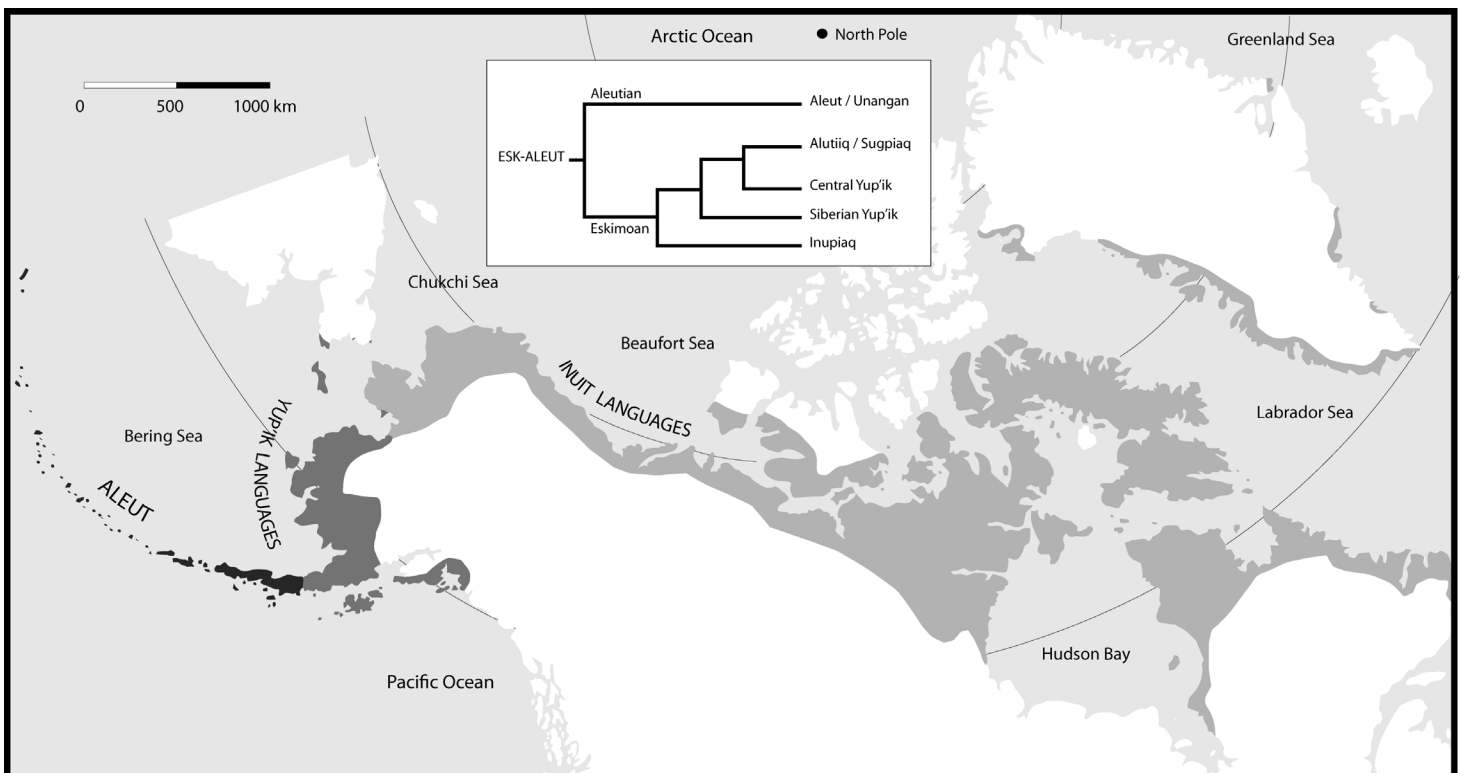 Arctic Ocean
North Pole
Greenland Sea
0 500 1000 km
Aleutian
Aleut / Unangan
Alutiiq / Sugpiaq
ESK-ALEUT
Central Yup'ik
Siberian Yup'ik
Eskimoan
Inupiaq
Chukchi Sea
Beaufort Sea
INUIT LANGUAGES
Labrador Sea
Bering Sea
YUP'IK LANGUAGES
ALEUT
Hudson Bay
Pacific Ocean